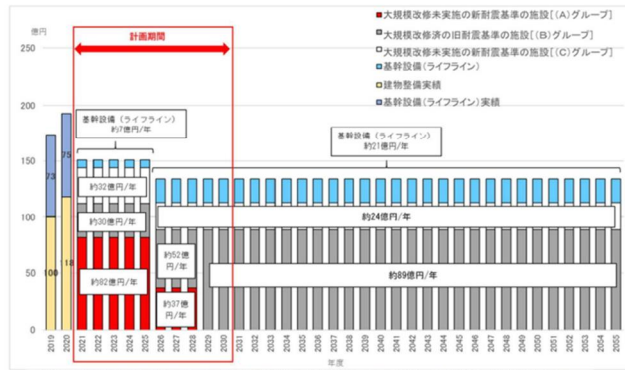 ■大規模改修未実施の新耐震基準の施設[(A)グループ]
■大規模改修済の旧耐震基準の施設[(B)グループ]
□大規模改修未実施の新耐震基準の施設[(C)グループ]
■基幹設備(ライフライン)
□建物整備実績
■基幹設備(ライフライン)実績
億円
計画期間
250
200
150
100
50
0
基幹設備（ライフライン）
約7億円/年
基幹設備（ライフライン）
約21億円/年
73
75
100
118
約32億円/年
約30億円/年
約82億円/年
約52億
円/年
約37億
円/年
約24億円/年
約89億円/年
2019 2020 2021 2022 2023 2024 2025 2026 2027 2028 2029 2030 2031 2032 2033 2034 2035 2036 2037 2038 2039 2040 2041 2042 2043 2044 2045 2046 2047 2048 2049 2050 2051 2052 2053 2054 2055
年度